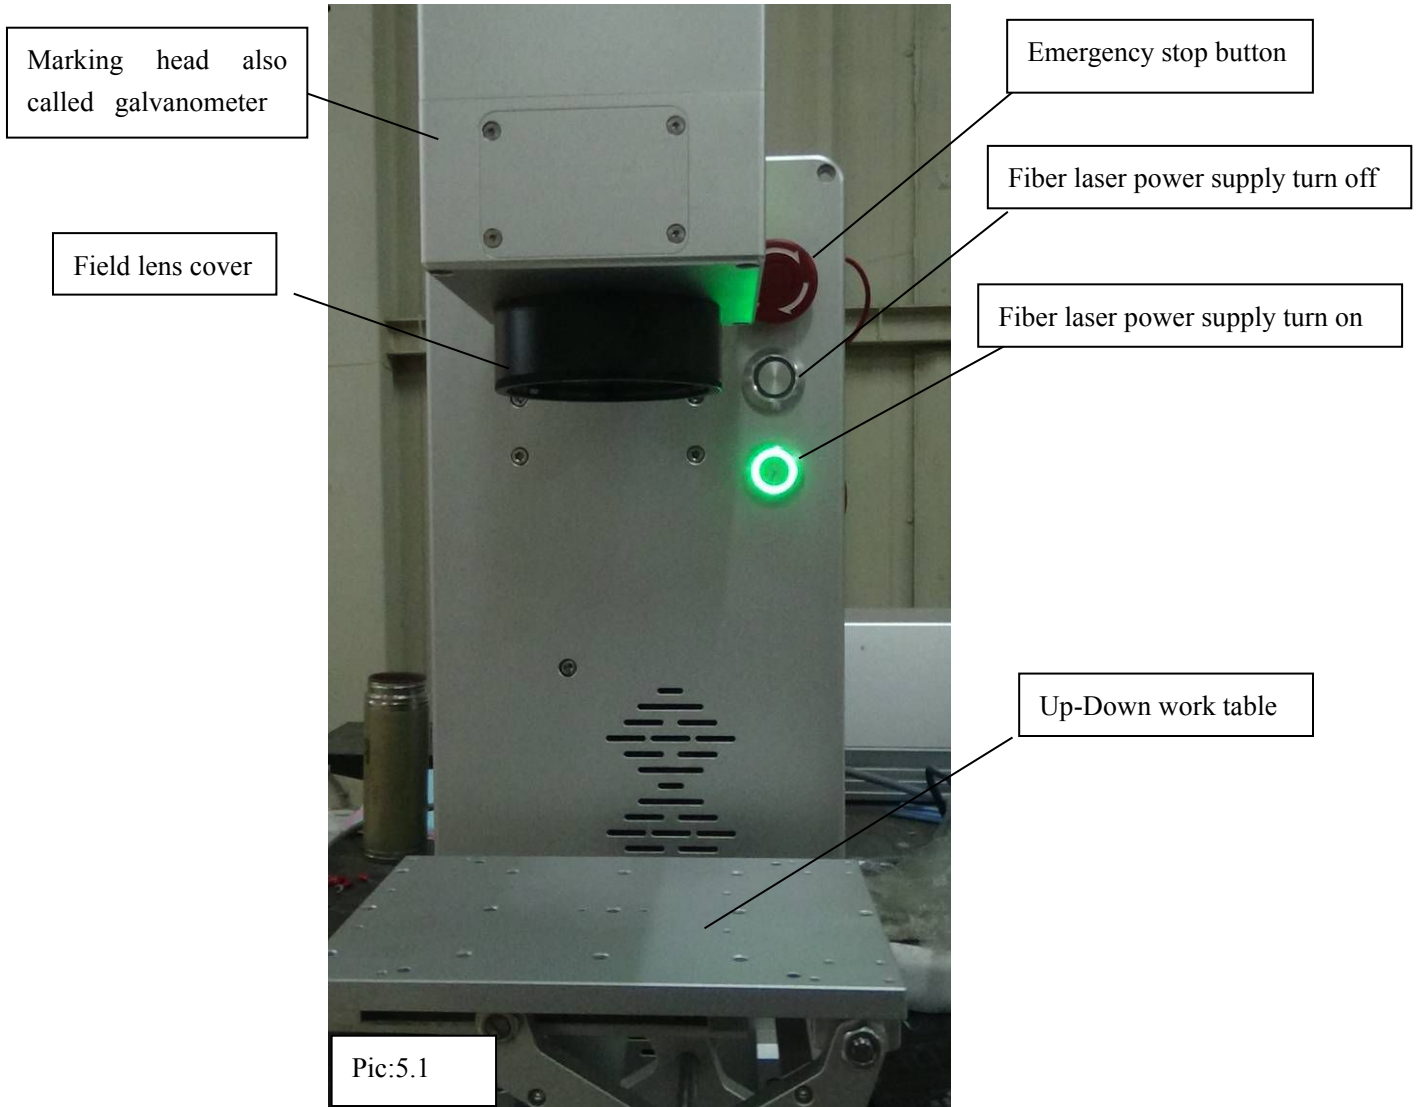 Marking head also
called galvanometer
Emergency stop button
Fiber laser power supply turn off
Field lens cover
Fiber laser power supply turn on
Up-Down work table
Pic:5.1